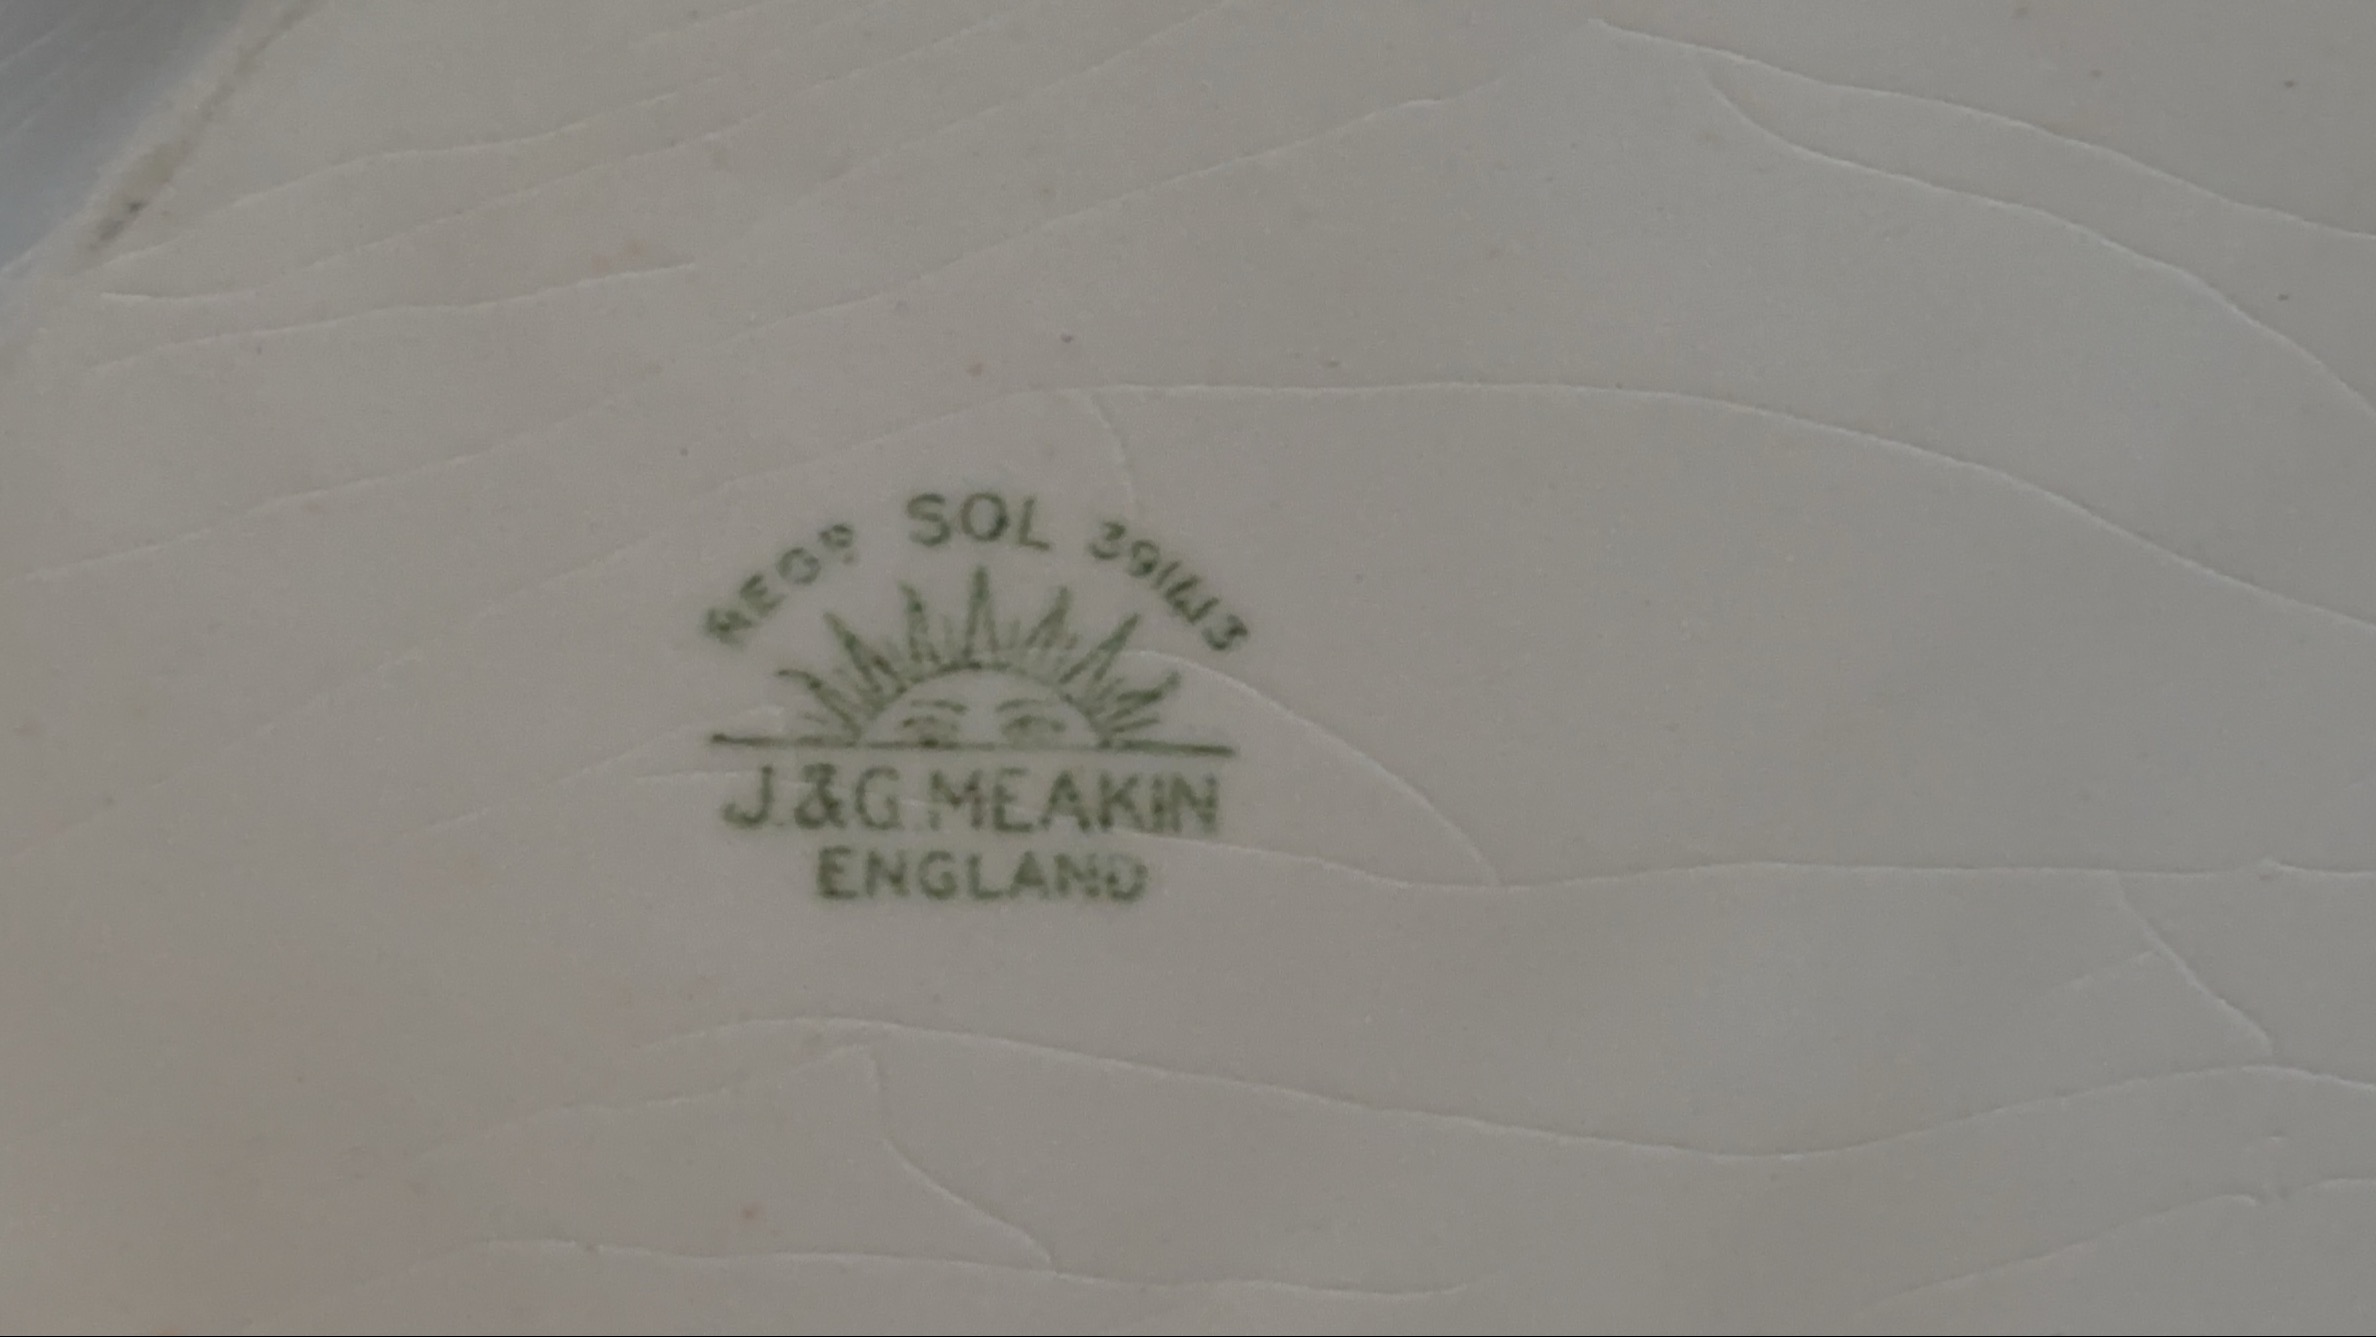 REGD SOL 391413
J.&G. MEAKIN
ENGLAND